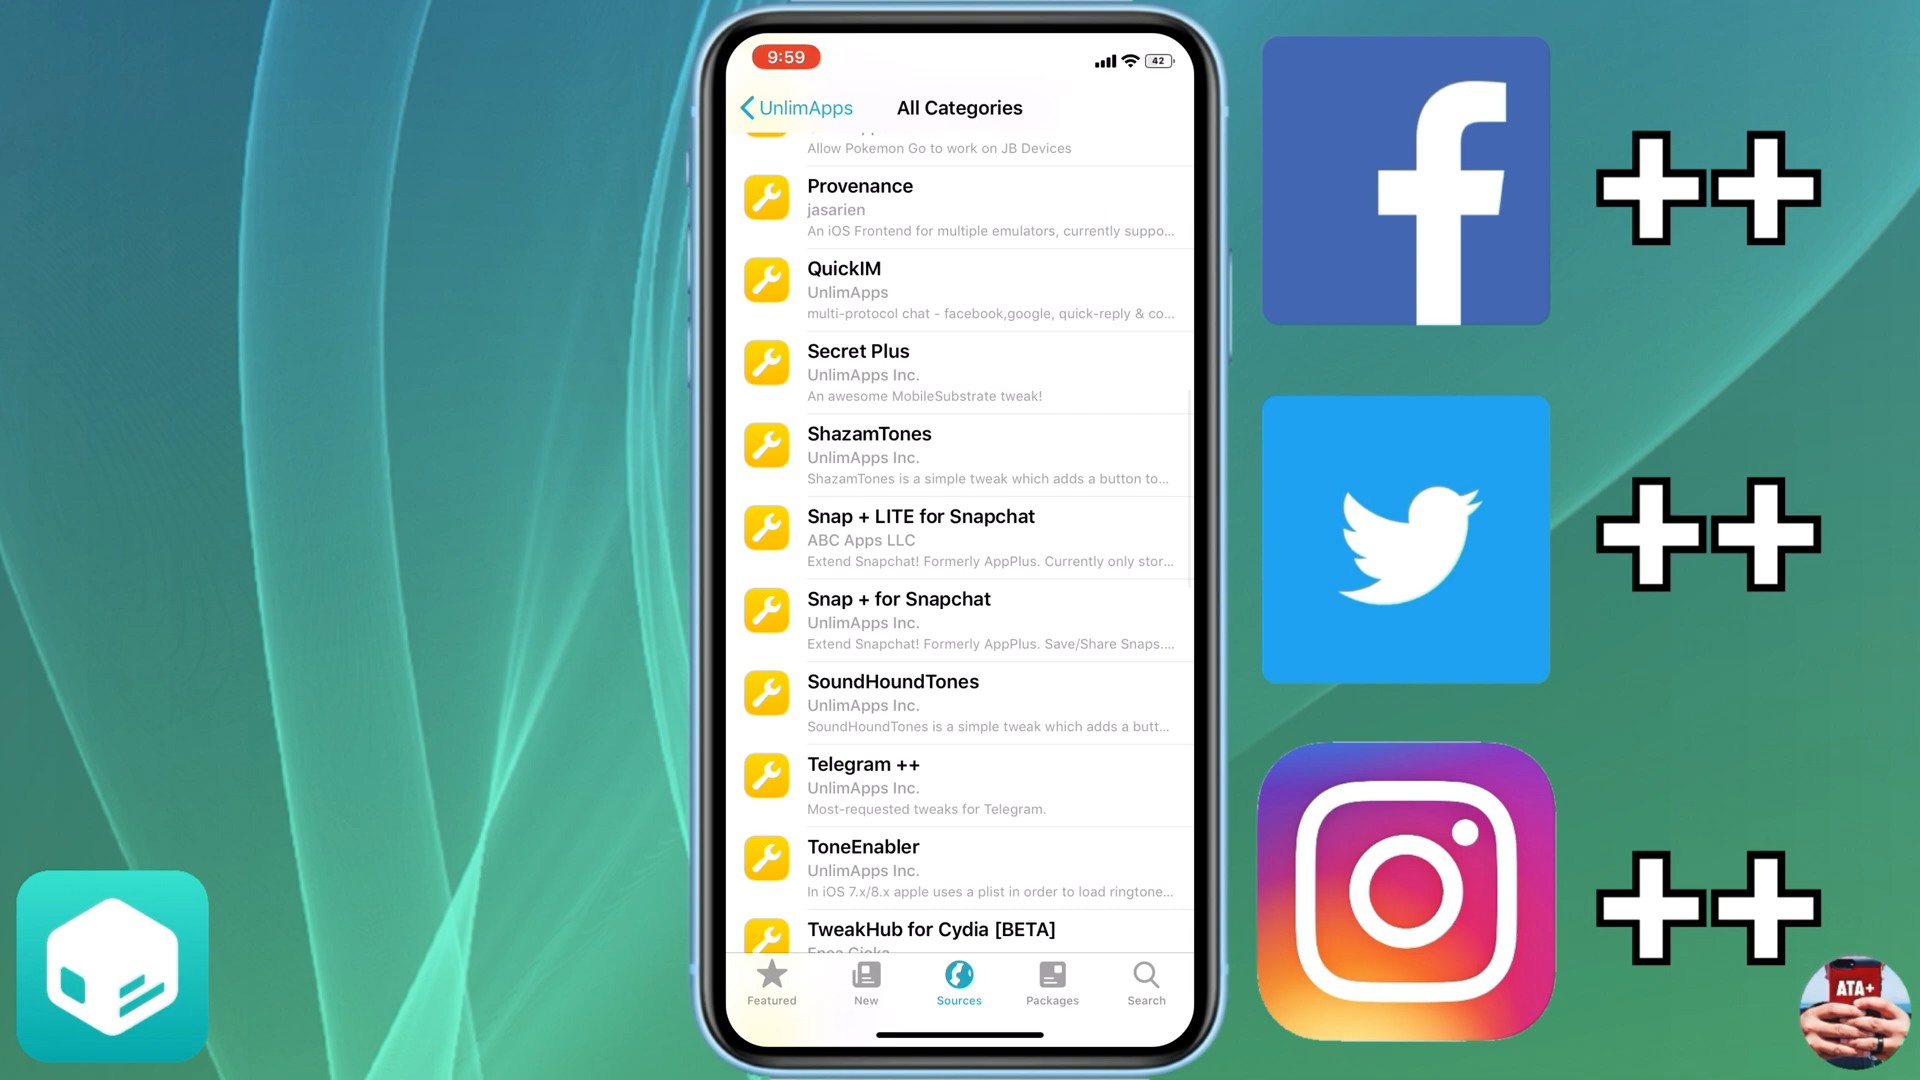 9:59
42
UnlimApps
All Categories
Allow Pokemon Go to work on JB Devices
Provenance
jasarien
An iOS Frontend for multiple emulators, currently suppo...
QuickIM
UnlimApps
multi-protocol chat - facebook,google, quick-reply & co...
Secret Plus
UnlimApps Inc.
An awesome MobileSubstrate tweak!
ShazamTones
UnlimApps Inc.
ShazamTones is a simple tweak which adds a button to...
Snap + LITE for Snapchat
ABC Apps LLC
Extend Snapchat! Formerly AppPlus. Currently only stor...
Snap + for Snapchat
UnlimApps Inc.
Extend Snapchat! Formerly AppPlus. Save/Share Snaps....
SoundHoundTones
UnlimApps Inc.
SoundHoundTones is a simple tweak which adds a butt...
Telegram ++
UnlimApps Inc.
Most-requested tweaks for Telegram.
ToneEnabler
UnlimApps Inc.
In iOS 7.x/8.x apple uses a plist in order to load ringtone...
TweakHub for Cydia [BETA]
Featured
New
Sources
Packages
Search
f
++
++
++
ATA+